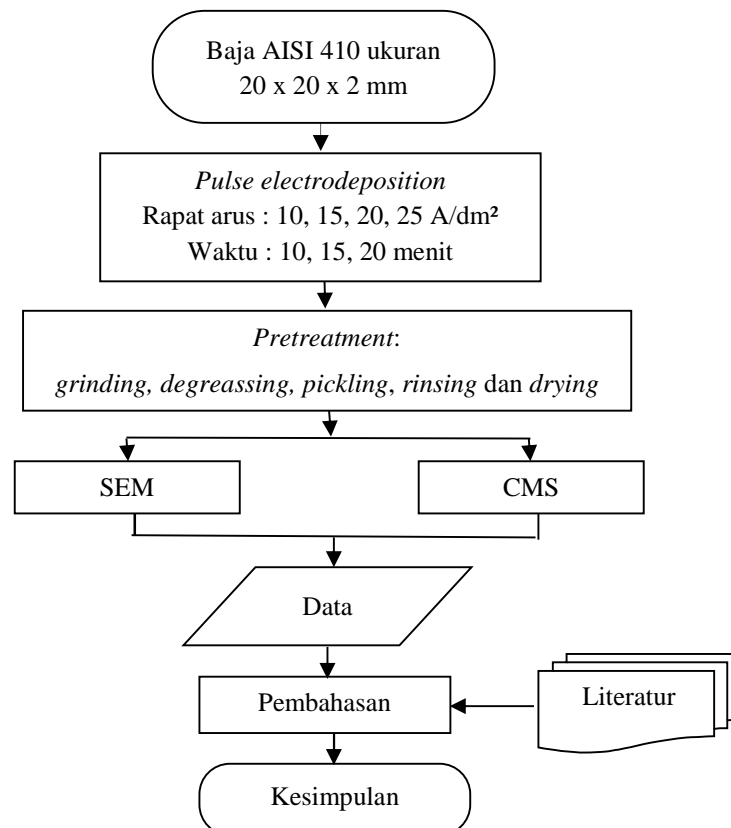 Baja AISI 410 ukuran
20 x 20 x 2 mm
Pulse electrodeposition
Rapat arus : 10, 15, 20, 25 A/dm²
Waktu : 10, 15, 20 menit
Pretreatment:
grinding, degreassing, pickling, rinsing dan drying
SEM
CMS
Data
Pembahasan
Literatur
Kesimpulan